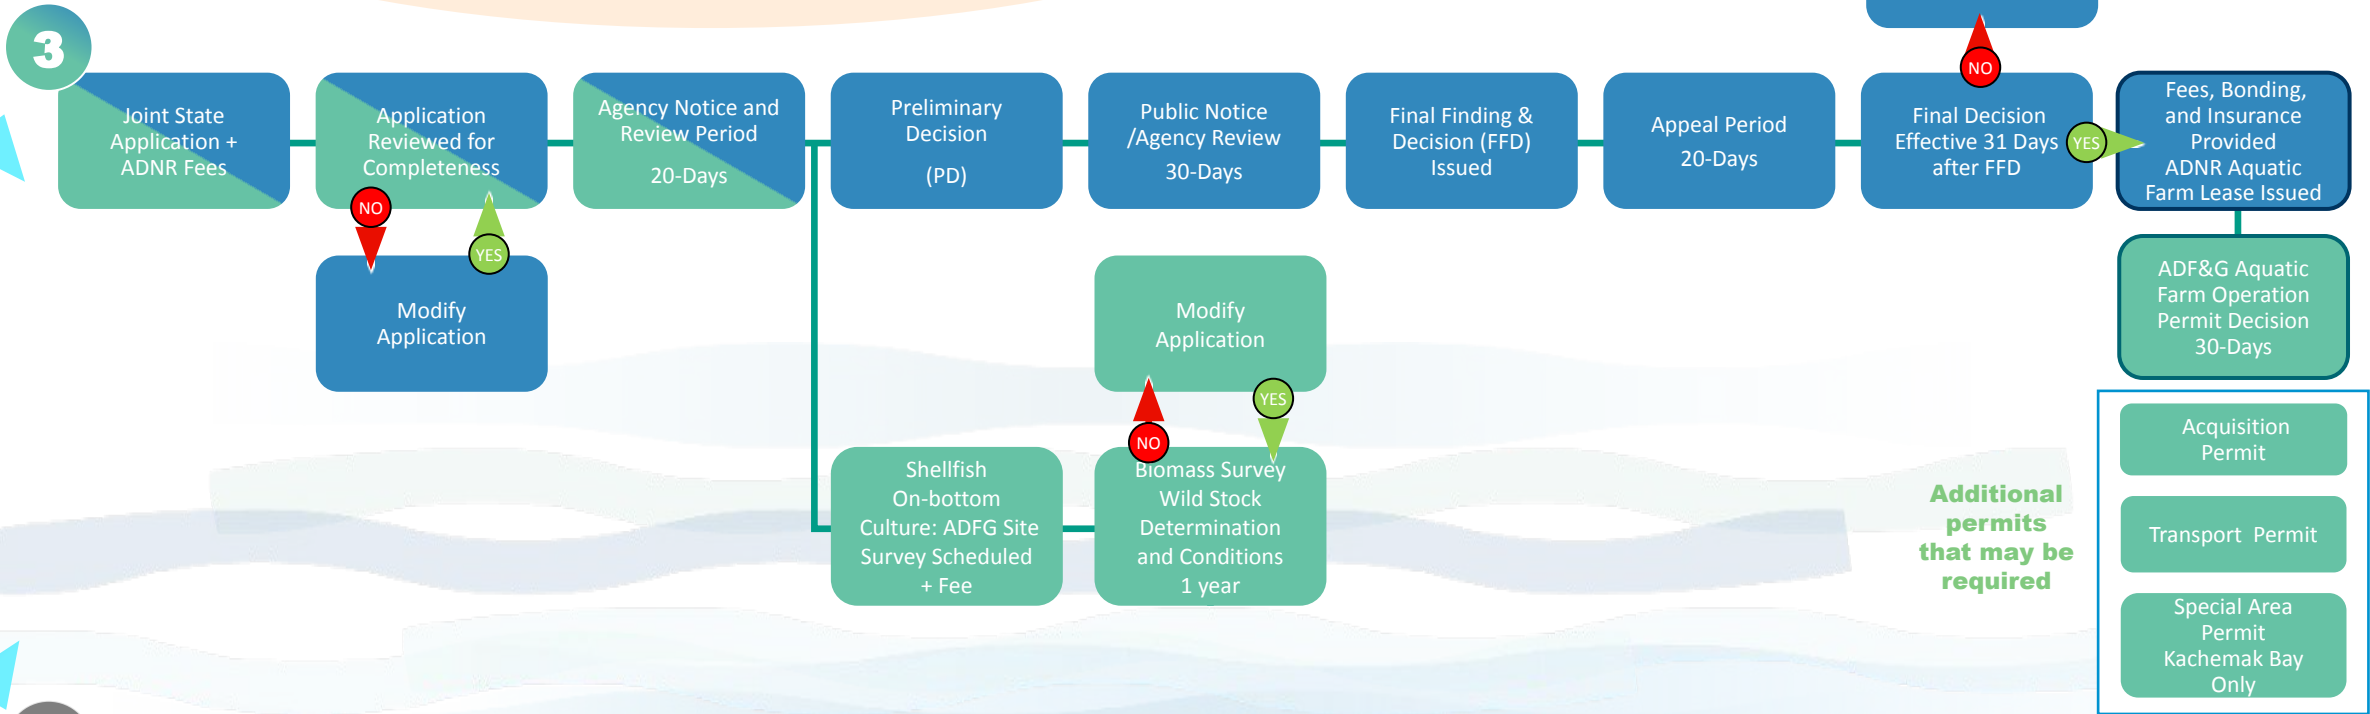 3
Joint State
Application +
ADNR Fees
Application
Reviewed for
Completeness
NO
YES
Modify
Application
Agency Notice and
Review Period
20-Days
Preliminary
Decision
(PD)
Public Notice
/Agency Review
30-Days
Final Finding &
Decision (FFD)
Issued
Appeal Period
20-Days
NO
Final Decision
Effective 31 Days
after FFD
YES
Fees, Bonding,
and Insurance
Provided
ADNR Aquatic
Farm Lease Issued
ADF&G Aquatic
Farm Operation
Permit Decision
30-Days
Modify
Application
NO
YES
Shellfish
On-bottom
Culture: ADFG Site
Survey Scheduled
+ Fee
Biomass Survey
Wild Stock
Determination
and Conditions
1 year
Additional
permits
that may be
required
Acquisition
Permit
Transport Permit
Special Area
Permit
Kachemak Bay
Only